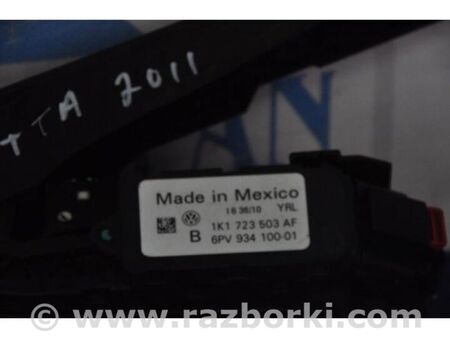 TTA 2011
AN
Made in Mexico
16 36/10 YRL
1K1 723 503 AF
B 6PV 934 100-01
© www.razborki.com